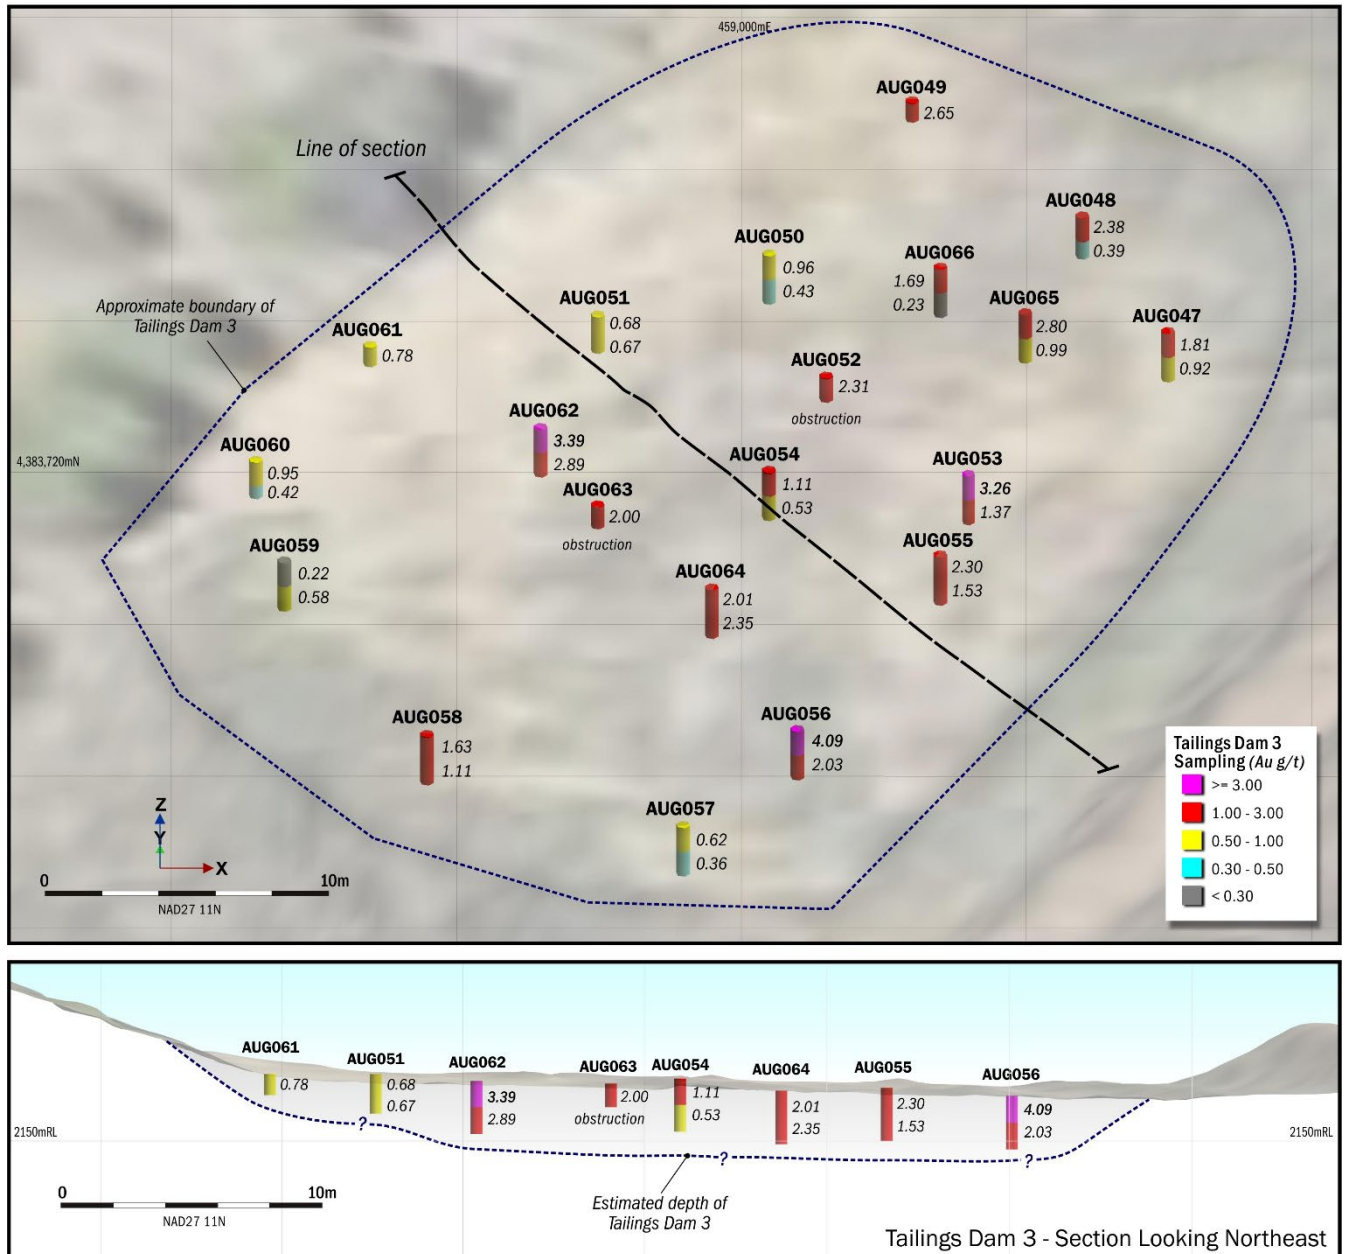 459,000mE
AUG049
2.65
Line of section
AUG048
2.38
0.39
AUG050
0.96
0.43
AUG066
1.69
0.23
AUG051
0.68
0.67
AUG065
2.80
0.99
AUG047
1.81
0.92
Approximate boundary of
Tailings Dam 3
AUG061
0.78
AUG052
2.31
obstruction
AUG062
3.39
2.89
AUG060
0.95
0.42
4,383,720mN
AUG054
1.11
0.53
AUG053
3.26
1.37
AUG063
2.00
obstruction
AUG059
0.22
0.58
AUG055
2.30
1.53
AUG064
2.01
2.35
AUG058
1.63
1.11
AUG056
4.09
2.03
AUG057
0.62
0.36
Z
Y
X
0 10m
NAD27 11N
Tailings Dam 3
Sampling (Au g/t)
>= 3.00
1.00 - 3.00
0.50 - 1.00
0.30 - 0.50
< 0.30
AUG061
0.78
AUG051
0.68
0.67
AUG062
3.39
2.89
AUG063
2.00
obstruction
AUG054
1.11
0.53
AUG064
2.01
2.35
AUG055
2.30
1.53
AUG056
4.09
2.03
2150mRL
2150mRL
?
?
?
0 10m
NAD27 11N
Estimated depth of
Tailings Dam 3
Tailings Dam 3 - Section Looking Northeast